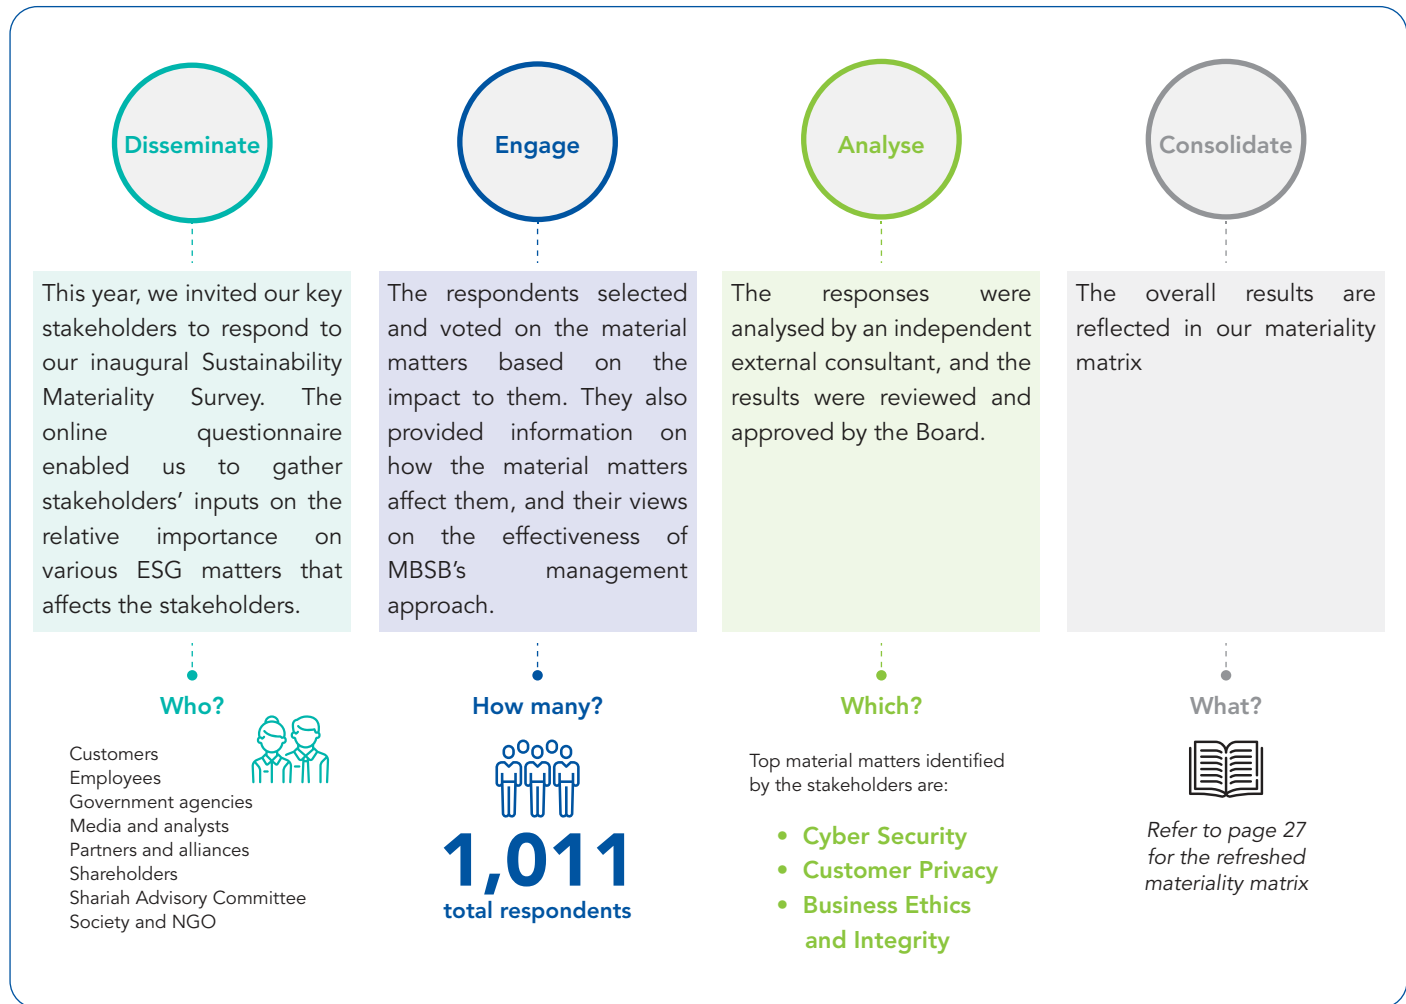 Disseminate
This year, we invited our key
stakeholders to respond to
our inaugural Sustainability
Materiality Survey. The
online questionnaire
enabled us to gather
stakeholders’ inputs on the
relative importance on
various ESG matters that
affects the stakeholders.
Who?
Customers
Employees
Government agencies
Media and analysts
Partners and alliances
Shareholders
Shariah Advisory Committee
Society and NGO
Engage
The respondents selected
and voted on the material
matters based on the
impact to them. They also
provided information on
how the material matters
affect them, and their views
on the effectiveness of
MBSB’s management
approach.
How many?
1,011
total respondents
Analyse
The responses were
analysed by an independent
external consultant, and the
results were reviewed and
approved by the Board.
Which?
Top material matters identified
by the stakeholders are:
• Cyber Security
• Customer Privacy
• Business Ethics
and Integrity
Consolidate
The overall results are
reflected in our materiality
matrix
What?
Refer to page 27
for the refreshed
materiality matrix